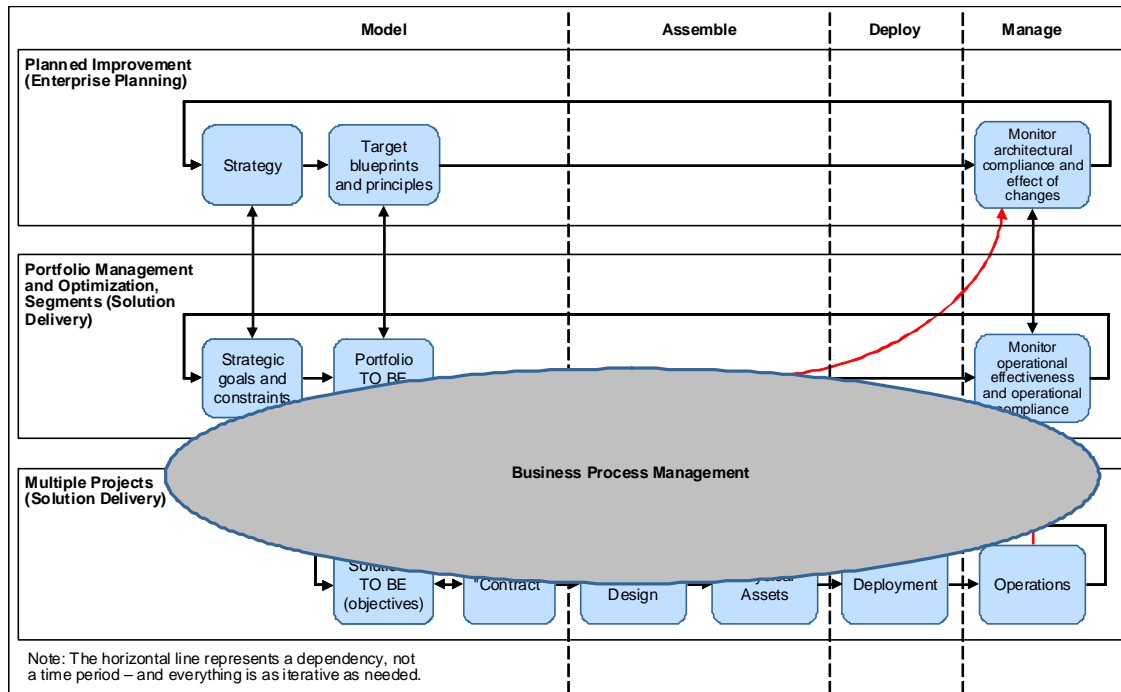 Model
Assemble
Deploy
Manage
Planned Improvement
(Enterprise Planning)
Strategy
Target
blueprints
and principles
Monitor
architectural
compliance and
effect of
changes
Portfolio Management
and Optimization,
Segments (Solution
Delivery)
Strategic
goals and
constraints
Portfolio
TO BE
Monitor
operational
effectiveness
and operational
compliance
Business Process Management
Multiple Projects
(Solution Delivery)
TO BE
(objectives)
"Contract
Design
Assets
Deployment
Operations
Note: The horizontal line represents a dependency, not
a time period – and everything is as iterative as needed.